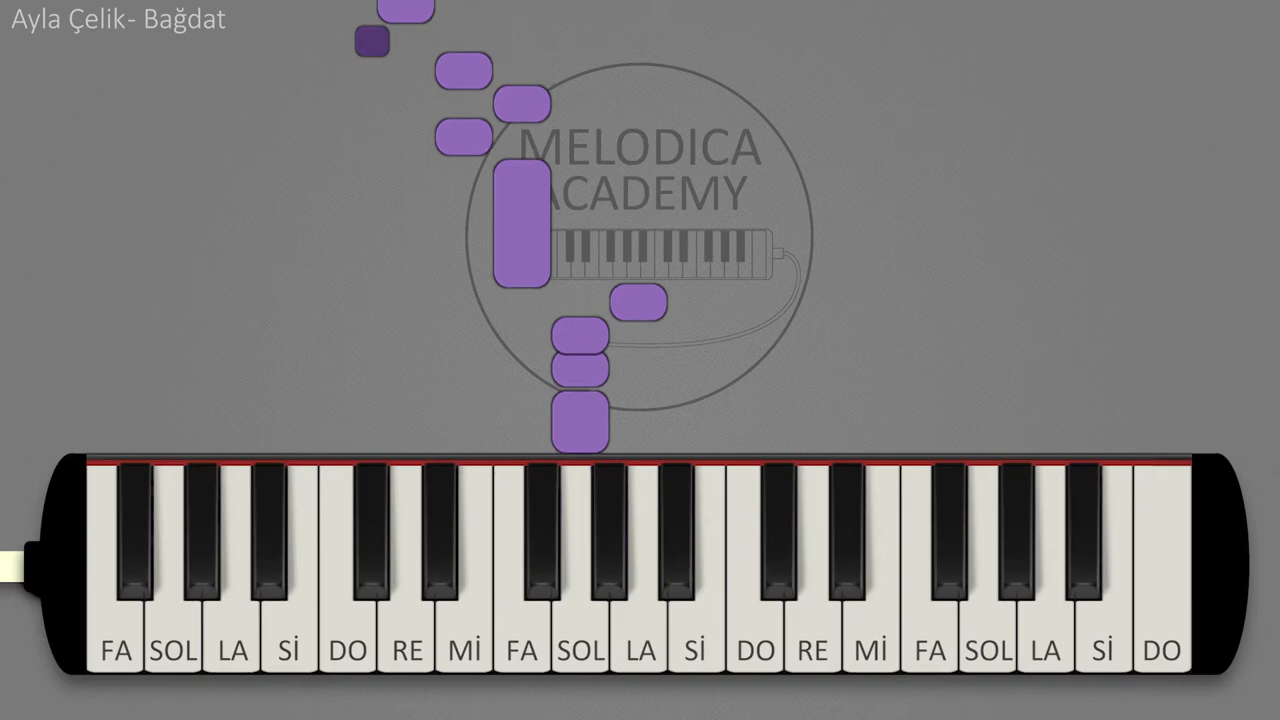 Ayla Çelik- Bağdat
MELODICA
ACADEMY
FA SOL LA Sİ DO RE Mİ FA SOL LA Sİ DO RE Mİ FA SOL LA Sİ DO